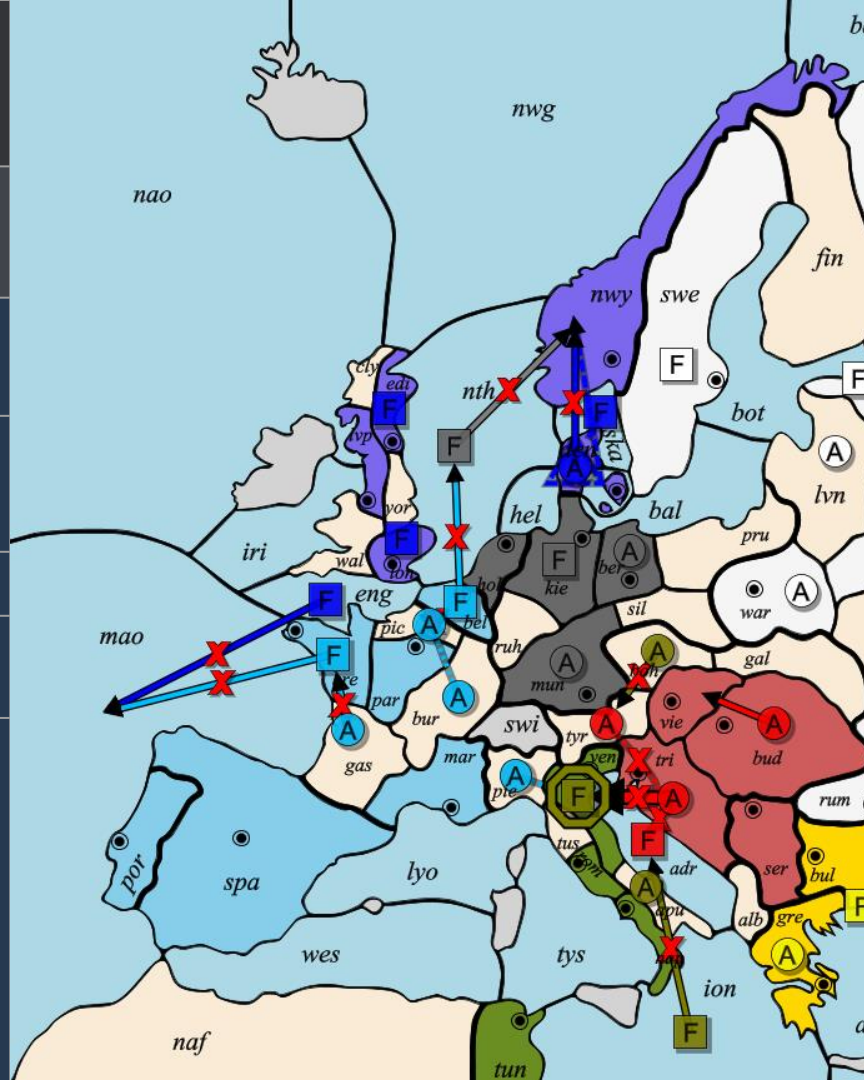 nwg
nao
fin
nwy
swe
F
F
cly
edi
F
F
nth
lvp
ska
bot
F
A
A
lvn
yor
hel
bal
pru
iri
wal
F
lon
F
A
ber
kie
hol
war
A
F
eng
F
bel
sil
mao
pic
A
ruh
A
gal
F
A
mun
par
A
bur
vie
A
swi
A
tyr
bud
gas
A
mar
ven
tri
A
pie
F
A
rum
por
spa
tus
F
ser
bul
lyo
rom
adr
A
apu
alb
gre
F
wes
tys
A
ion
naf
F
tun